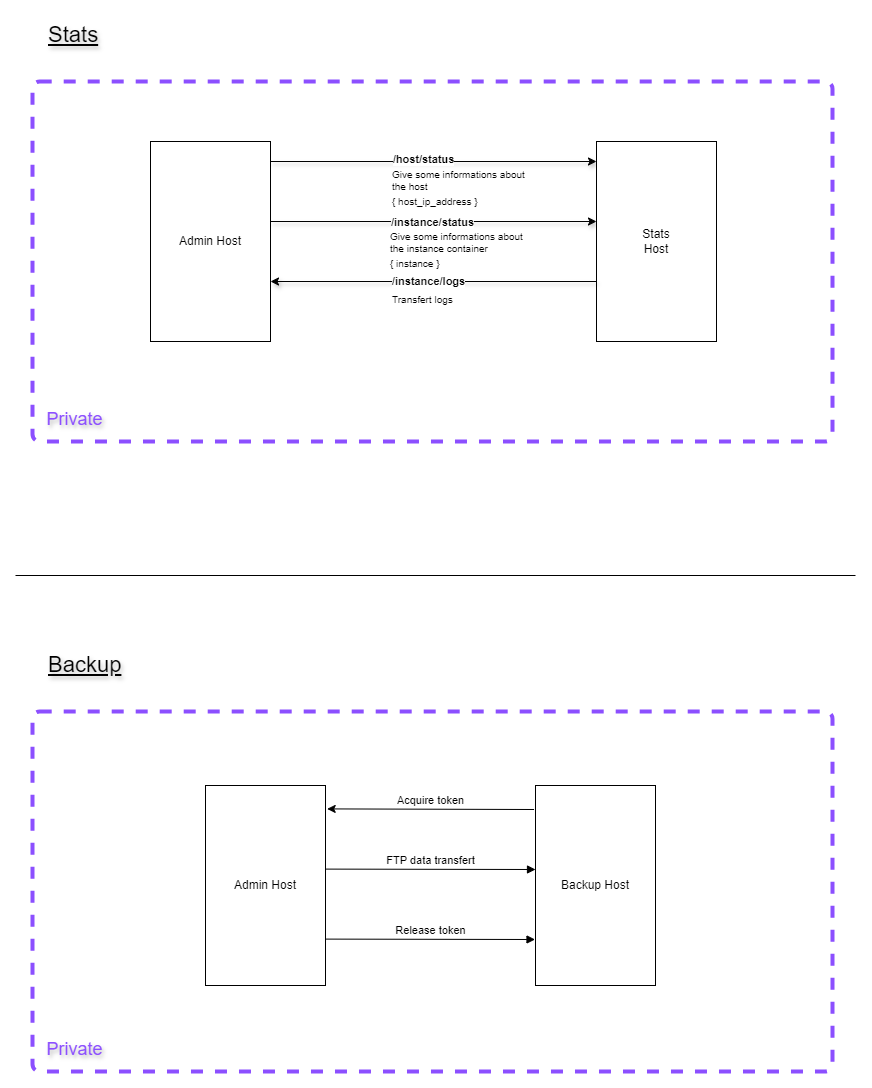 Stats
/host/status
Give some informations about
the host
{ host_ip_address }
/instance/status
Give some informations about
the instance container
{ instance }
/instance/logs
Transfert logs
Admin Host
Stats
Host
Private
Backup
Acquire token
FTP data transfert
Release token
Admin Host
Backup Host
Private